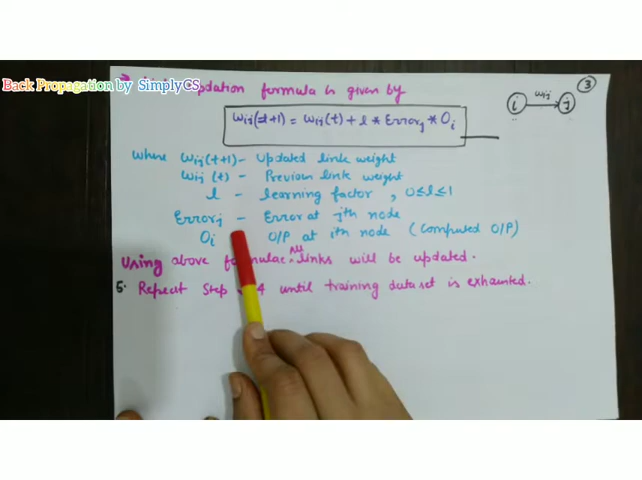 Back Propagation by SimplyCS
updation formula is given by
3
Wij(t+1) = Wij(t) + l * Errorj * Oi
i Wij j
where Wij(t+1) - Updated link weight
Wij (t) - Previous link weight
l - learning factor , 0≤l≤1
Errorj - Error at jth node
Oi O/P at ith node (Computed O/P)
Using above formulae, all links will be updated.
5. Repeat Step 4 until training dataset is exhausted.